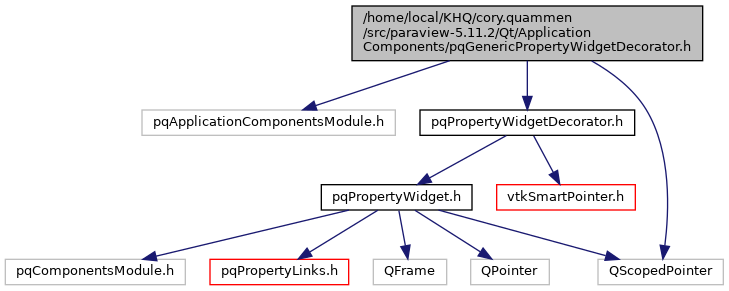 /home/local/KHQ/cory.quammen
/src/paraview-5.11.2/Qt/Application
Components/pqGenericPropertyWidgetDecorator.h
pqApplicationComponentsModule.h
pqPropertyWidgetDecorator.h
pqPropertyWidget.h
vtkSmartPointer.h
pqComponentsModule.h
pqPropertyLinks.h
QFrame
QPointer
QScopedPointer